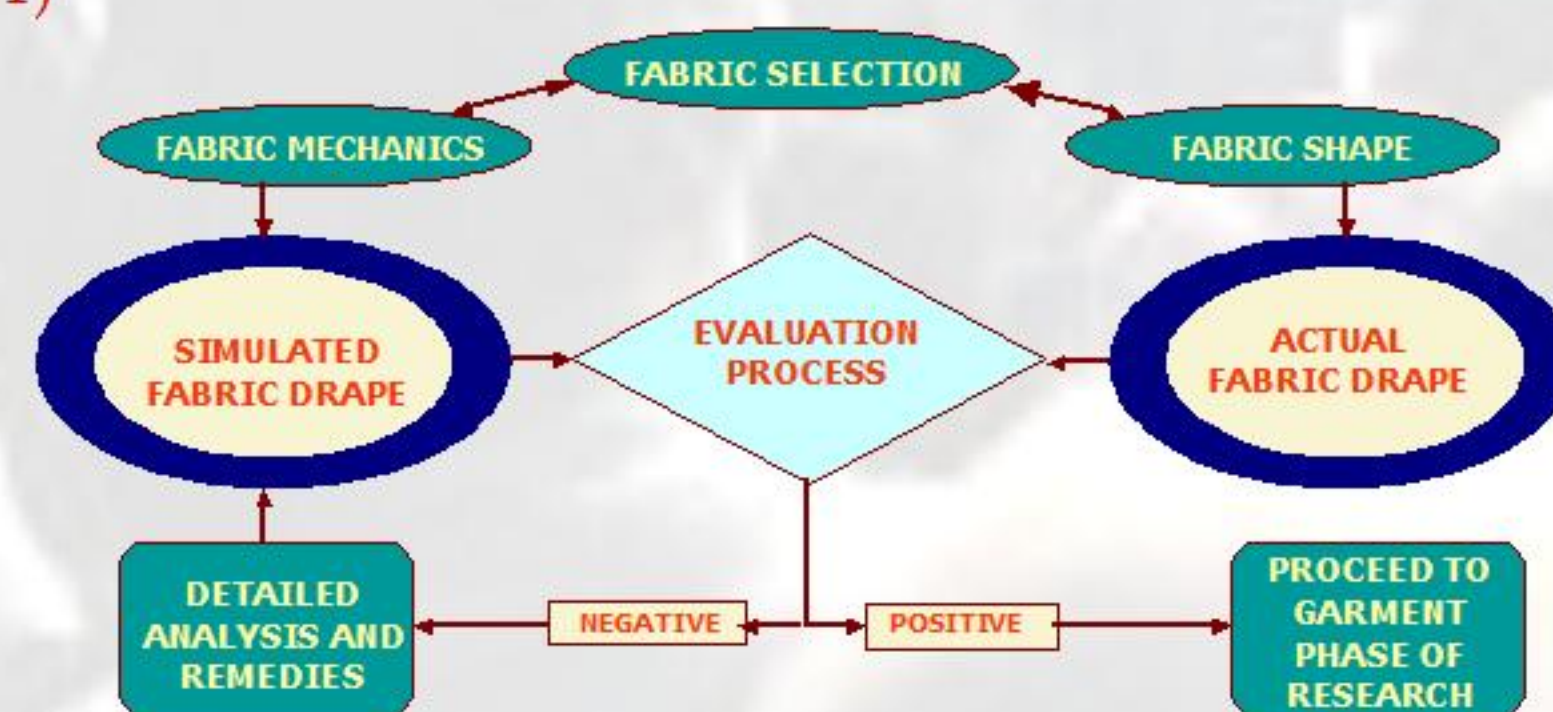 FABRIC SELECTION
FABRIC MECHANICS
FABRIC SHAPE
SIMULATED
FABRIC DRAPE
EVALUATION
PROCESS
ACTUAL
FABRIC DRAPE
DETAILED
ANALYSIS AND
REMEDIES
NEGATIVE
POSITIVE
PROCEED TO
GARMENT
PHASE OF
RESEARCH